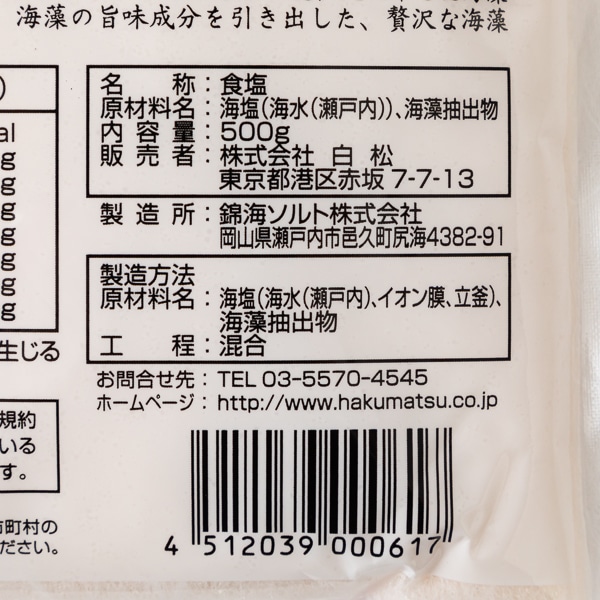 海藻の旨味成分を引き出した、贅沢な海藻
名称：食塩
原材料名：海塩（海水（瀬戸内））、海藻抽出物
内容量：500g
販売者：株式会社 白松
東京都港区赤坂 7-7-13
製造所：錦海ソルト株式会社
岡山県瀬戸内市邑久町尻海4382-91
製造方法
原材料名：海塩（海水（瀬戸内）、イオン膜、立釜）、
海藻抽出物
工程：混合
お問合せ先：TEL 03-5570-4545
ホームページ：http://www.hakumatsu.co.jp
4 512039 000617
)
al
g
g
g
g
g
g
g
生じる
規約
いる
す。
市町村の
ださい。